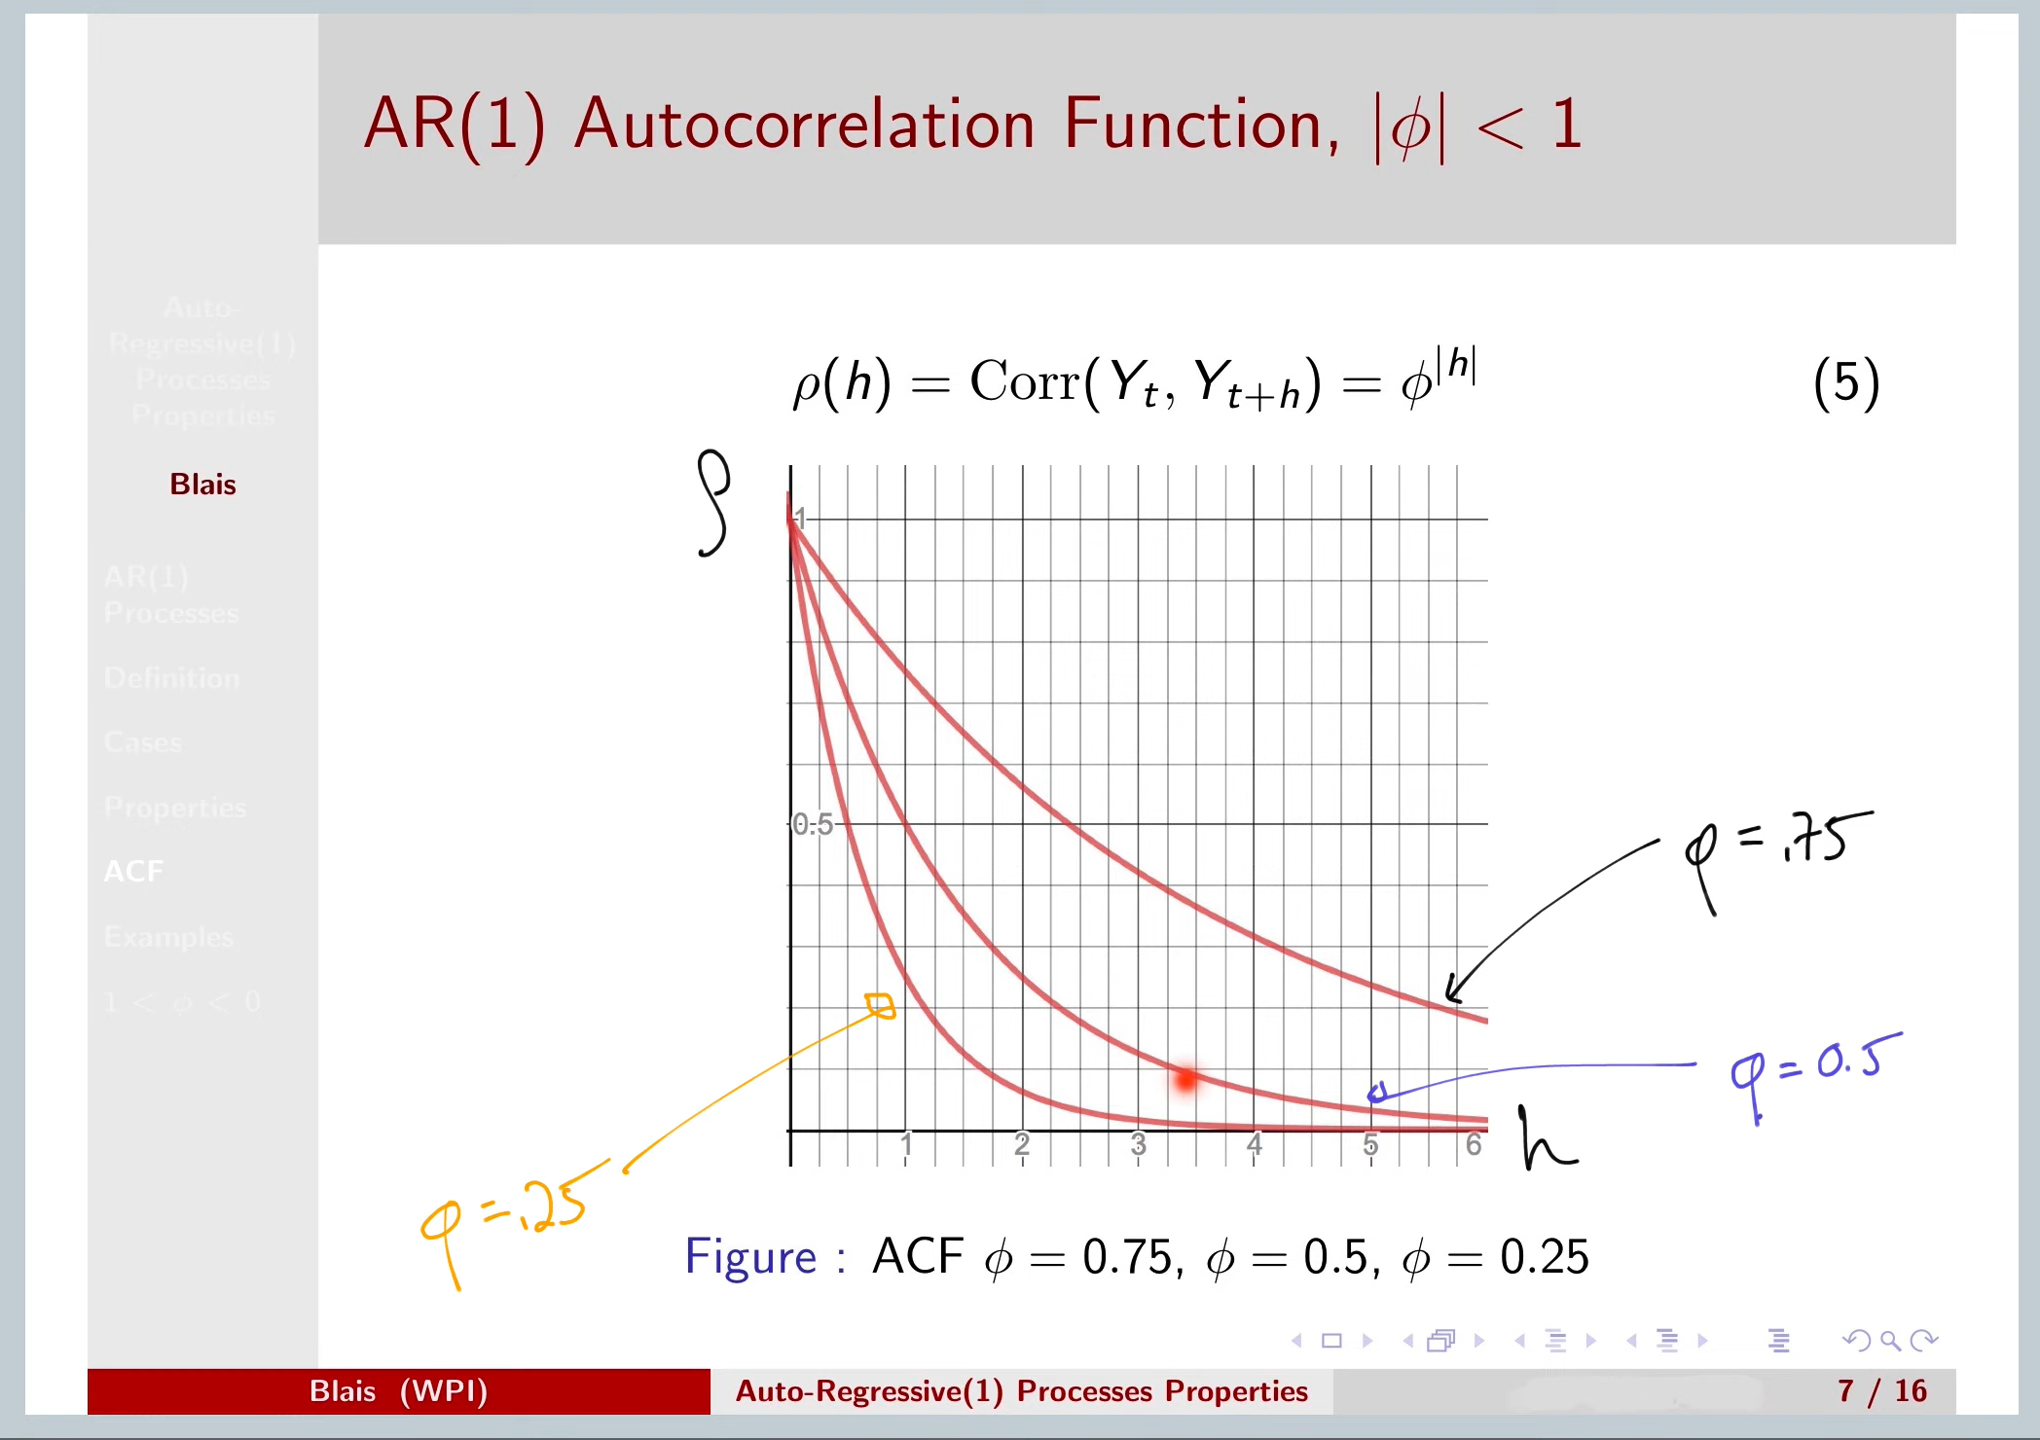 AR(1) Autocorrelation Function, |ϕ| < 1
Auto-
Regressive(1)
Processes
Properties
Blais
AR(1)
Processes
Definition
Cases
Properties
ACF
Examples
1 < ϕ < 0
ρ(h) = Corr(Y_t, Y_{t+h}) = ϕ^{|h|} (5)
ρ
1
0.5
1 2 3 4 5 6
h
φ = .75
φ = 0.5
φ = .25
Figure : ACF ϕ = 0.75, ϕ = 0.5, ϕ = 0.25
Blais (WPI) Auto-Regressive(1) Processes Properties 7 / 16